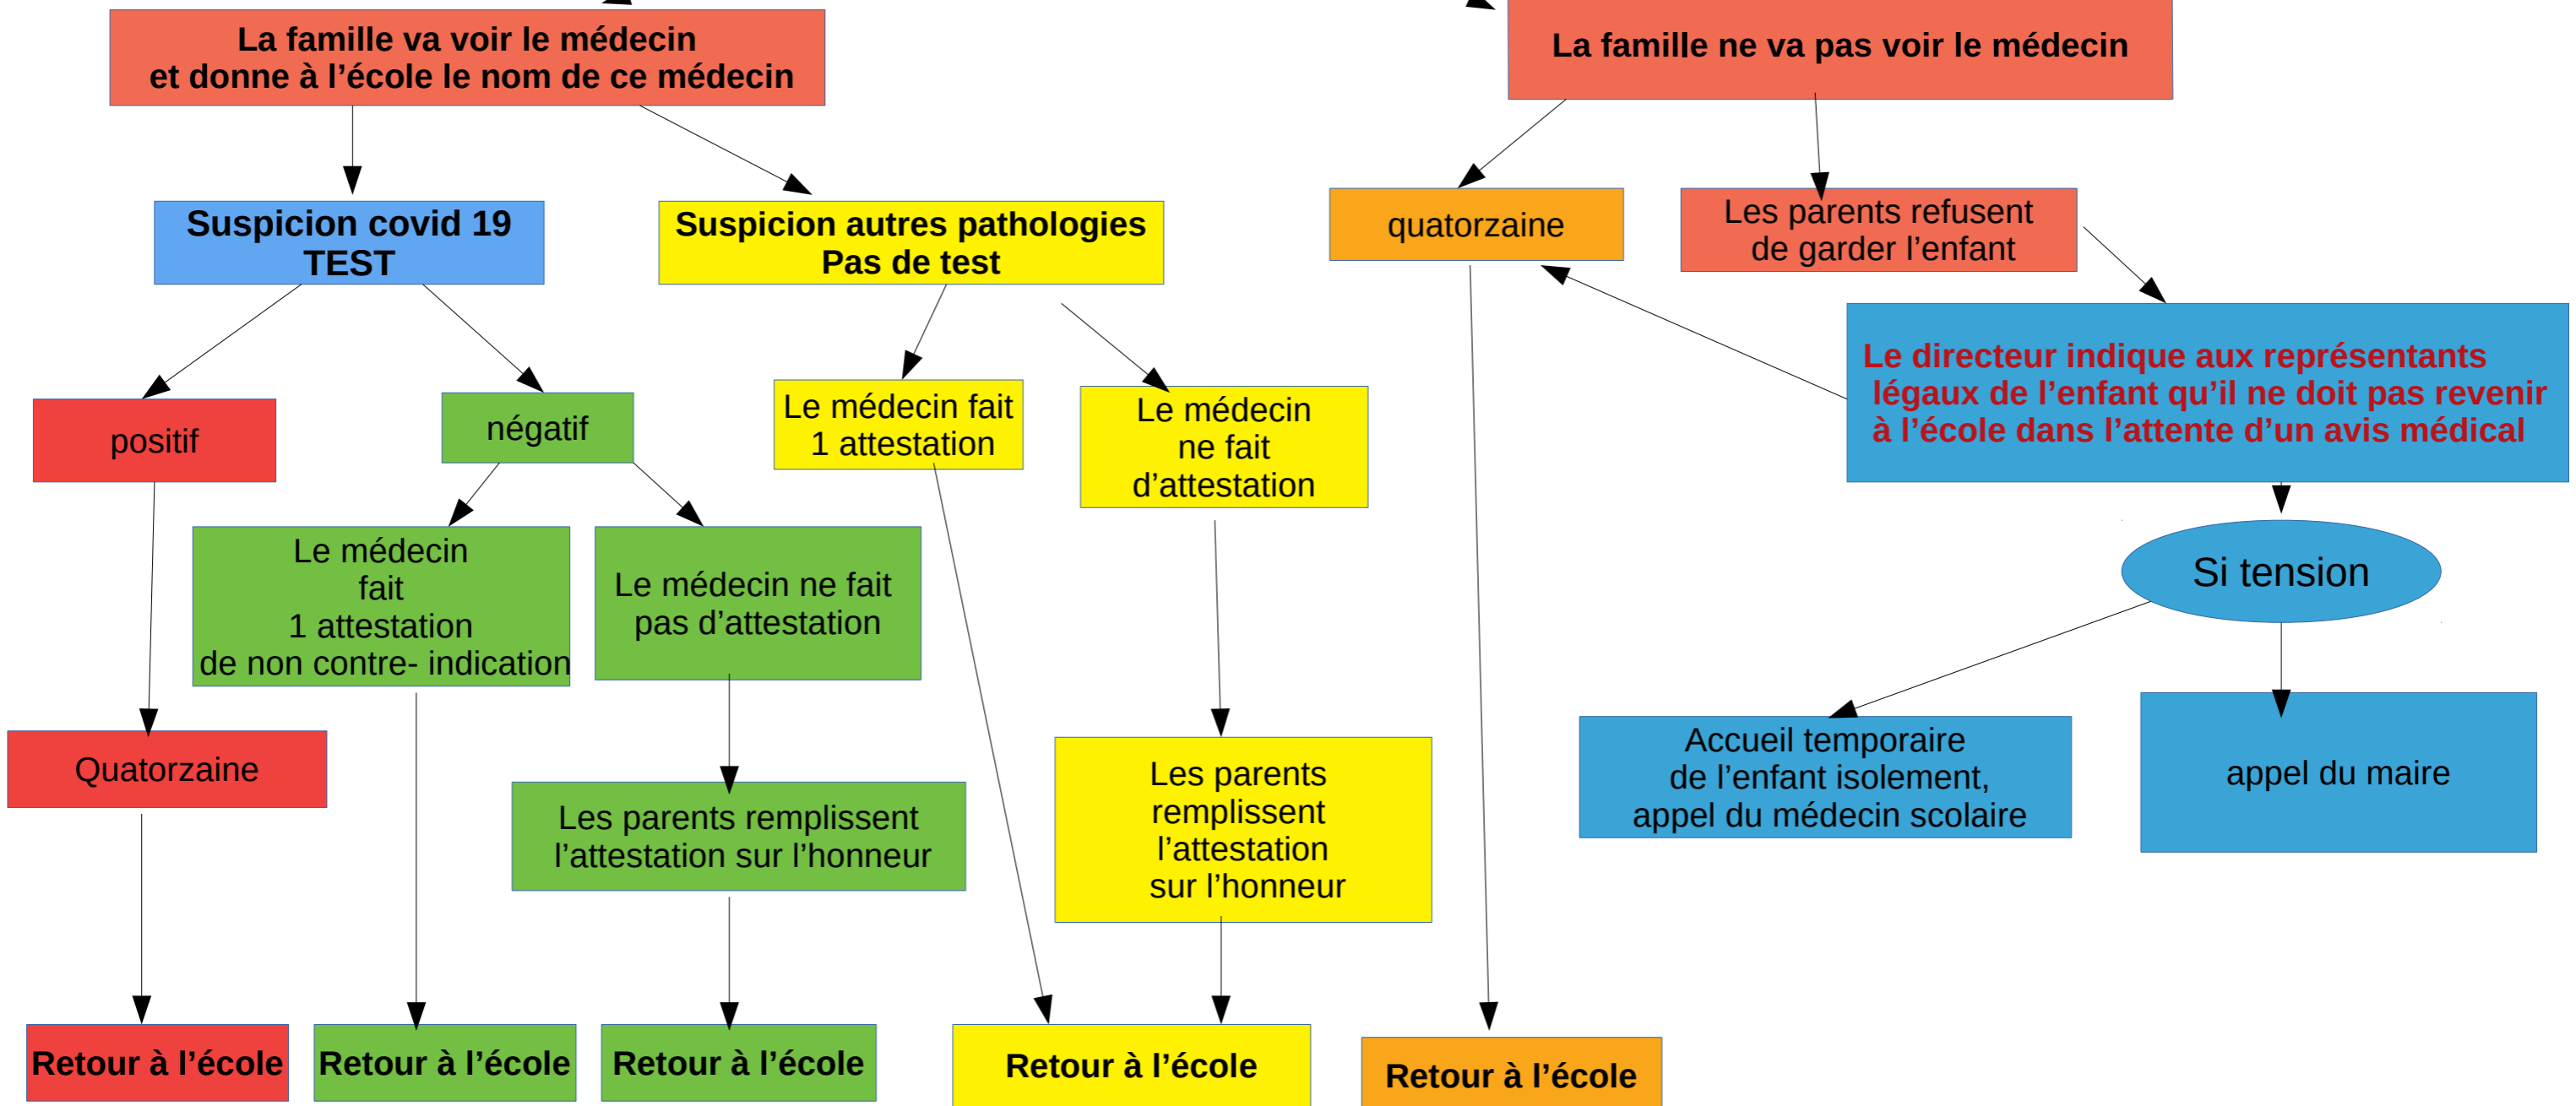 La famille va voir le médecin
et donne à l’école le nom de ce médecin
La famille ne va pas voir le médecin
Suspicion covid 19
TEST
Suspicion autres pathologies
Pas de test
quatorzaine
Les parents refusent
de garder l’enfant
Le directeur indique aux représentants
légaux de l’enfant qu’il ne doit pas revenir
à l’école dans l’attente d’un avis médical
positif
négatif
Le médecin fait
1 attestation
Le médecin
ne fait
d’attestation
Le médecin
fait
1 attestation
de non contre- indication
Le médecin ne fait
pas d’attestation
Si tension
Quatorzaine
Les parents remplissent
l’attestation sur l’honneur
Les parents
remplissent
l’attestation
sur l’honneur
Accueil temporaire
de l’enfant isolement,
appel du médecin scolaire
appel du maire
Retour à l’école
Retour à l’école
Retour à l’école
Retour à l’école
Retour à l’école